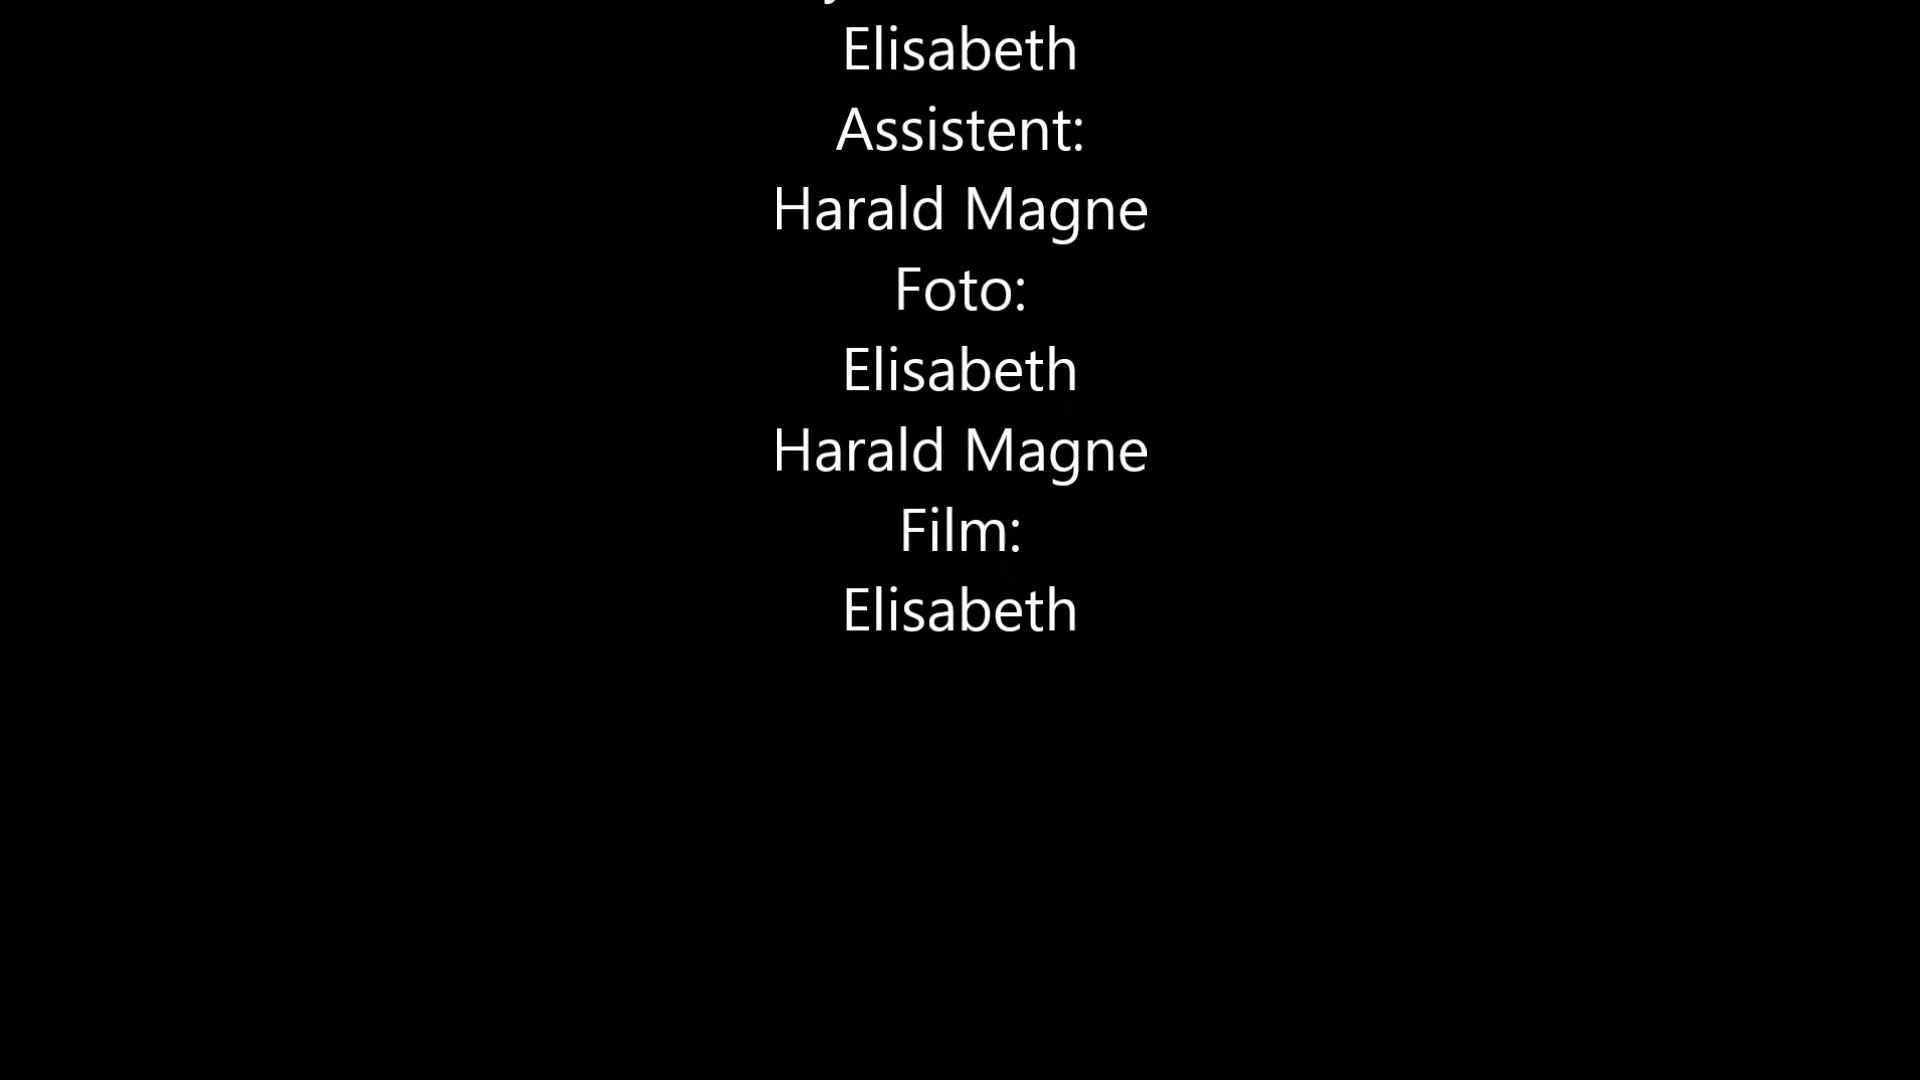 Elisabeth
Assistent:
Harald Magne
Foto:
Elisabeth
Harald Magne
Film:
Elisabeth